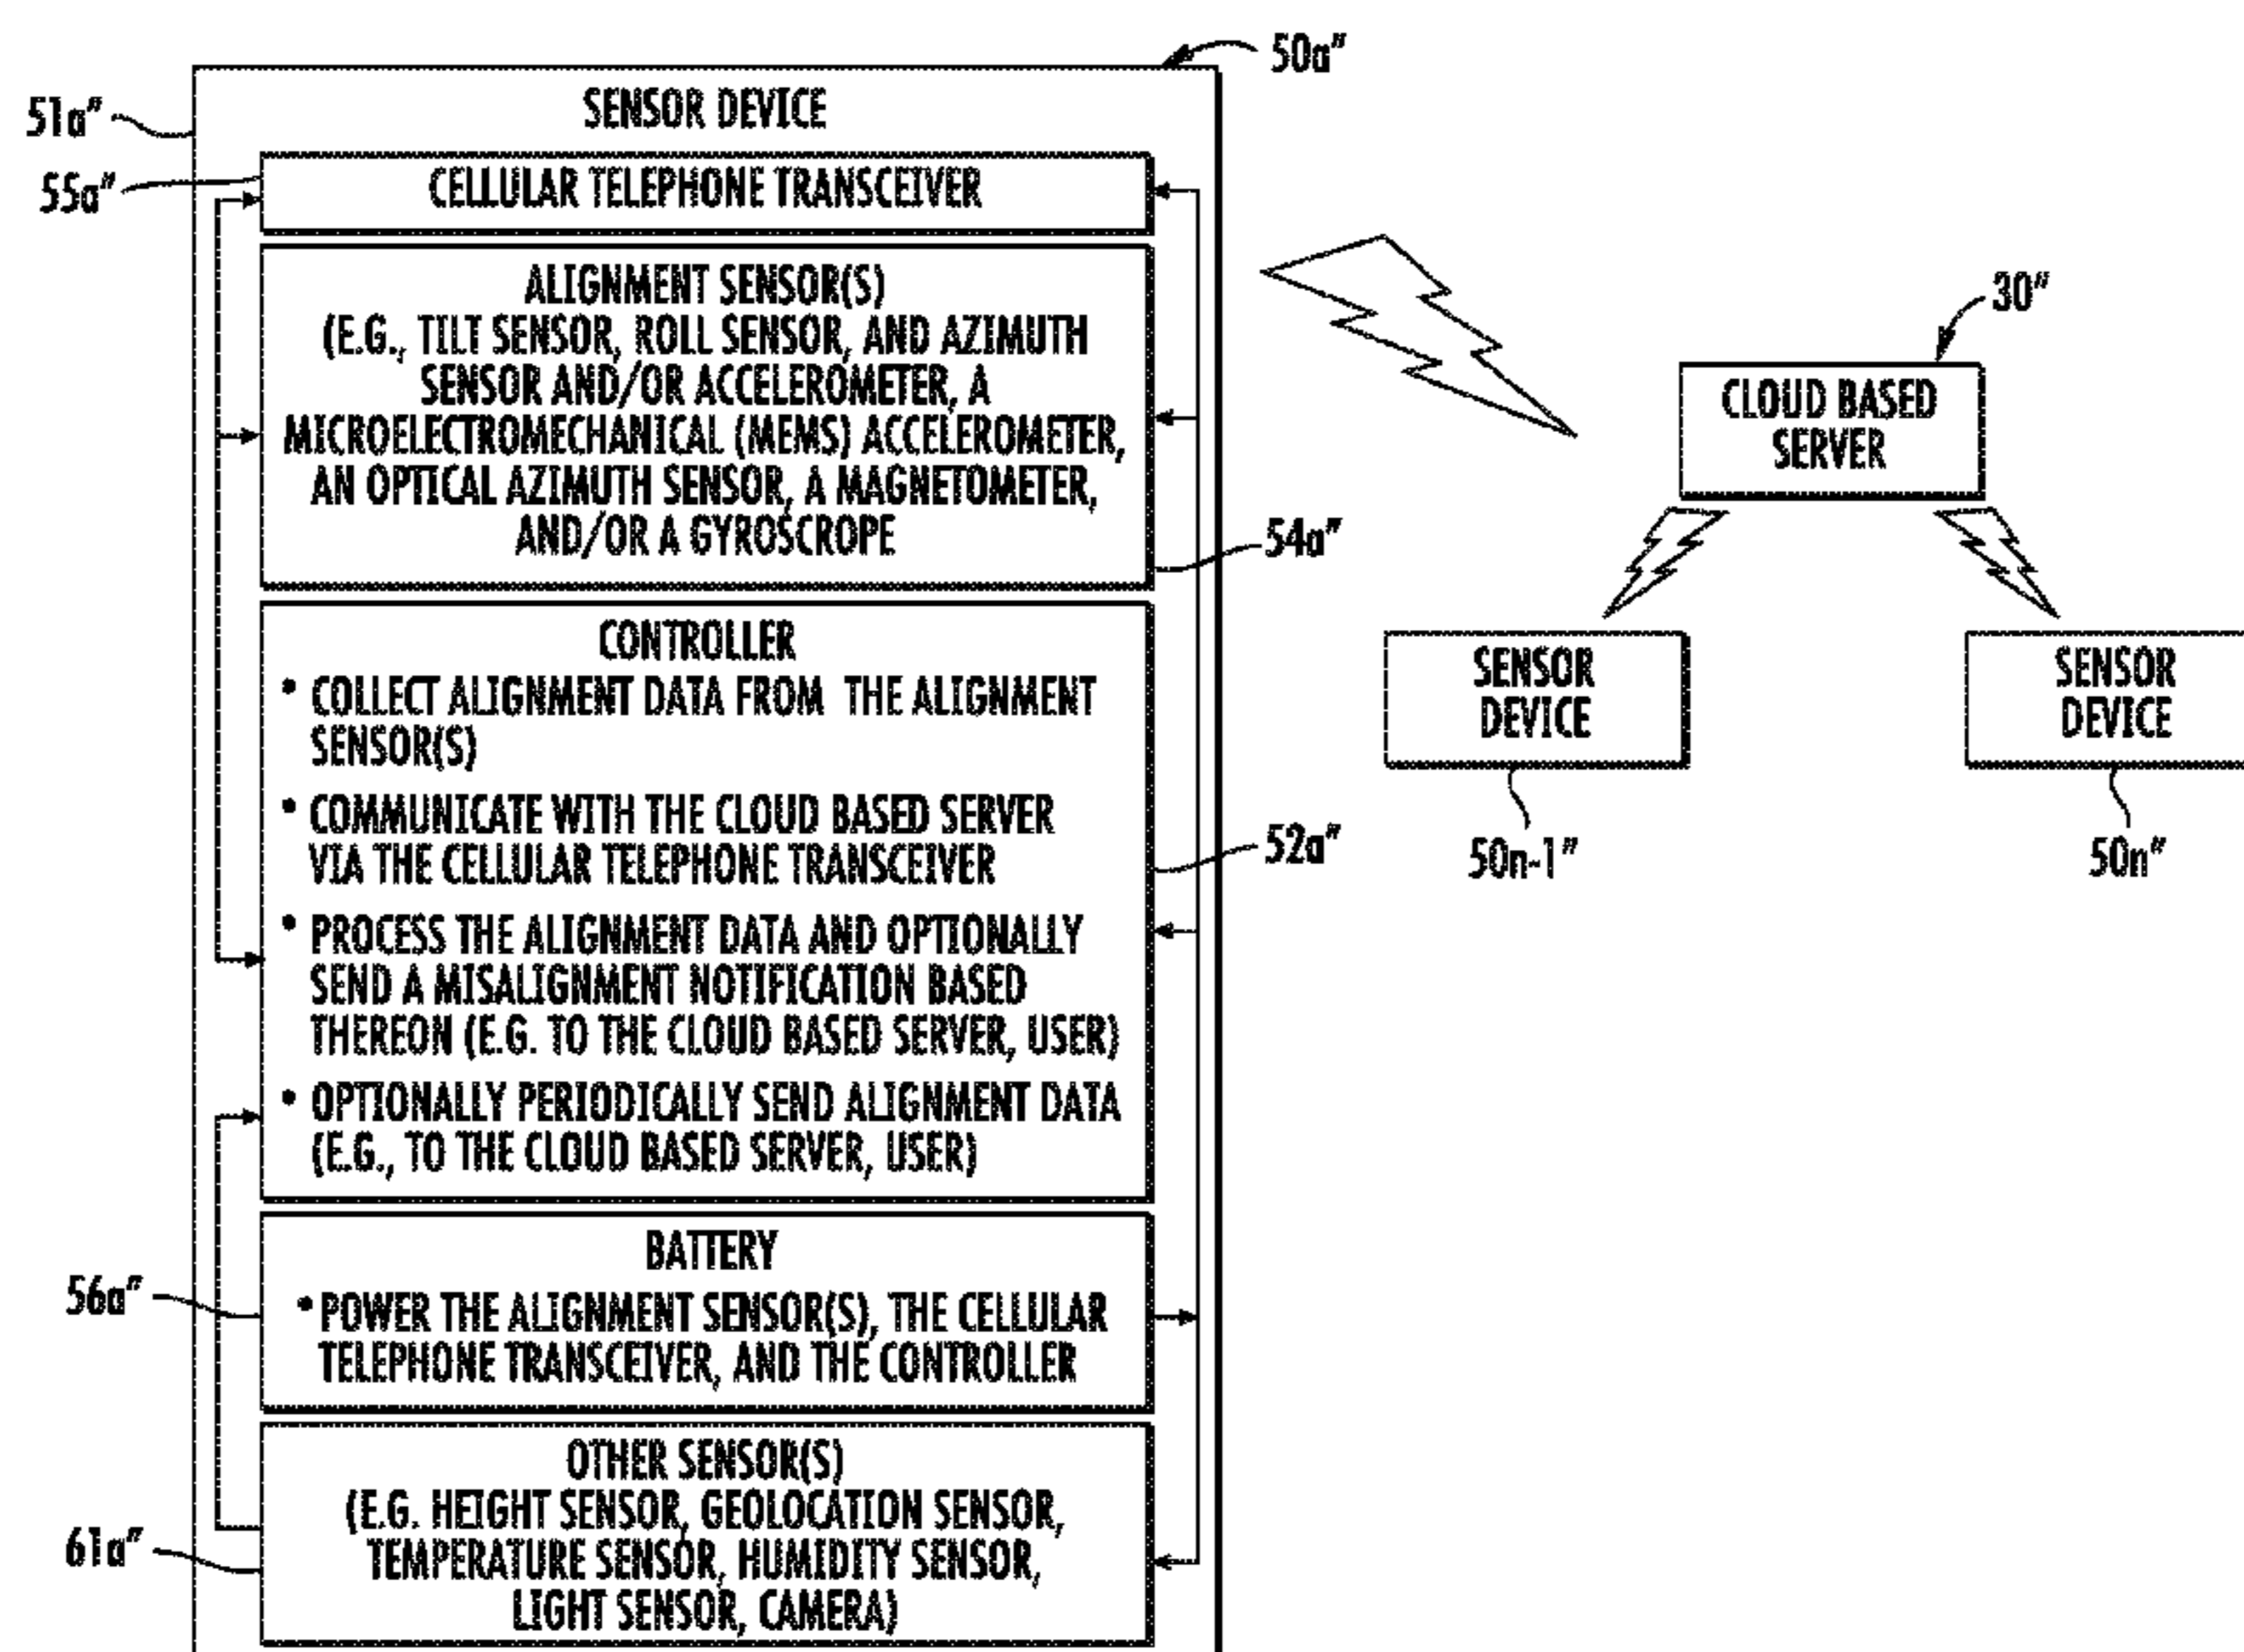 50a"
51a"
SENSOR DEVICE
55a"
CELLULAR TELEPHONE TRANSCEIVER
ALIGNMENT SENSOR(S)
(E.G., TILT SENSOR, ROLL SENSOR, AND AZIMUTH
SENSOR AND/OR ACCELEROMETER, A
MICROELECTROMECHANICAL (MEMS) ACCELEROMETER,
AN OPTICAL AZIMUTH SENSOR, A MAGNETOMETER,
AND/OR A GYROSCROPE
54a"
CONTROLLER
• COLLECT ALIGNMENT DATA FROM THE ALIGNMENT
SENSOR(S)
• COMMUNICATE WITH THE CLOUD BASED SERVER
VIA THE CELLULAR TELEPHONE TRANSCEIVER
52a"
• PROCESS THE ALIGNMENT DATA AND OPTIONALLY
SEND A MISALIGNMENT NOTIFICATION BASED
THEREON (E.G. TO THE CLOUD BASED SERVER, USER)
• OPTIONALLY PERIODICALLY SEND ALIGNMENT DATA
(E.G., TO THE CLOUD BASED SERVER, USER)
BATTERY
56a"
• POWER THE ALIGNMENT SENSOR(S), THE CELLULAR
TELEPHONE TRANSCEIVER, AND THE CONTROLLER
OTHER SENSOR(S)
(E.G. HEIGHT SENSOR, GEOLOCATION SENSOR,
TEMPERATURE SENSOR, HUMIDITY SENSOR,
LIGHT SENSOR, CAMERA)
61a"
30"
CLOUD BASED
SERVER
SENSOR
DEVICE
50n-1"
SENSOR
DEVICE
50n"